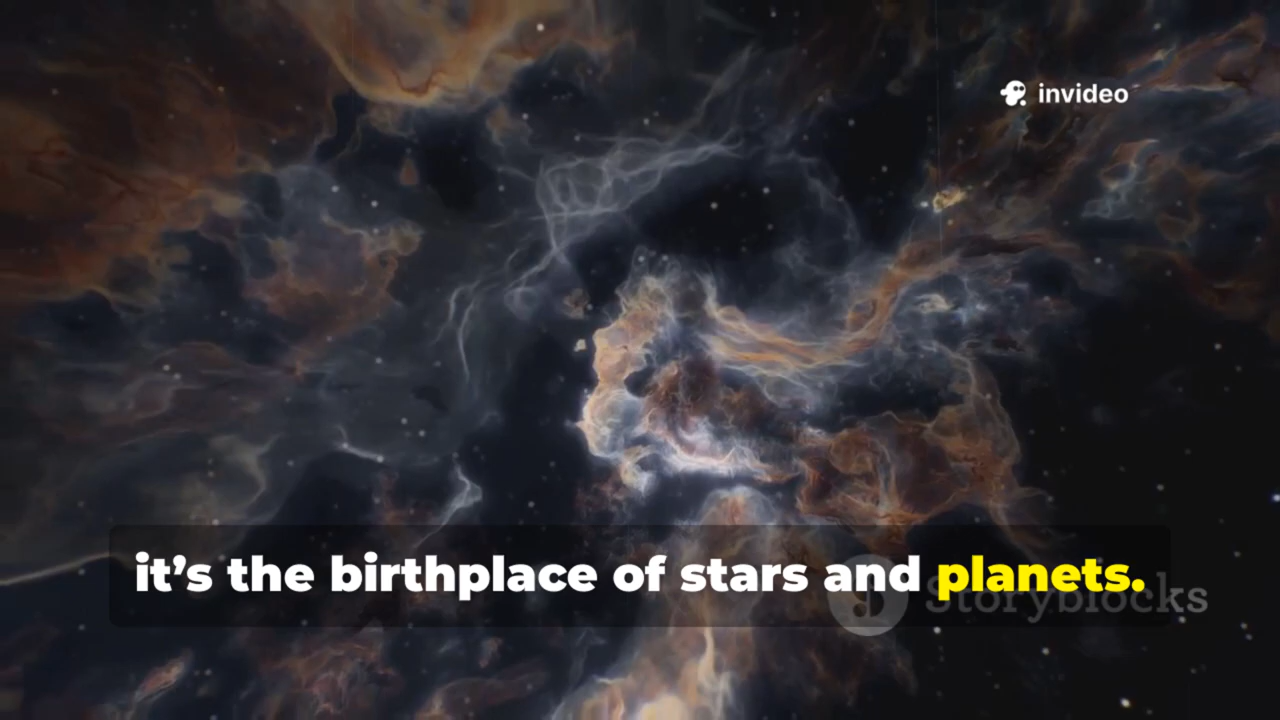 invideo
it’s the birthplace of stars and planets.
Storyblocks